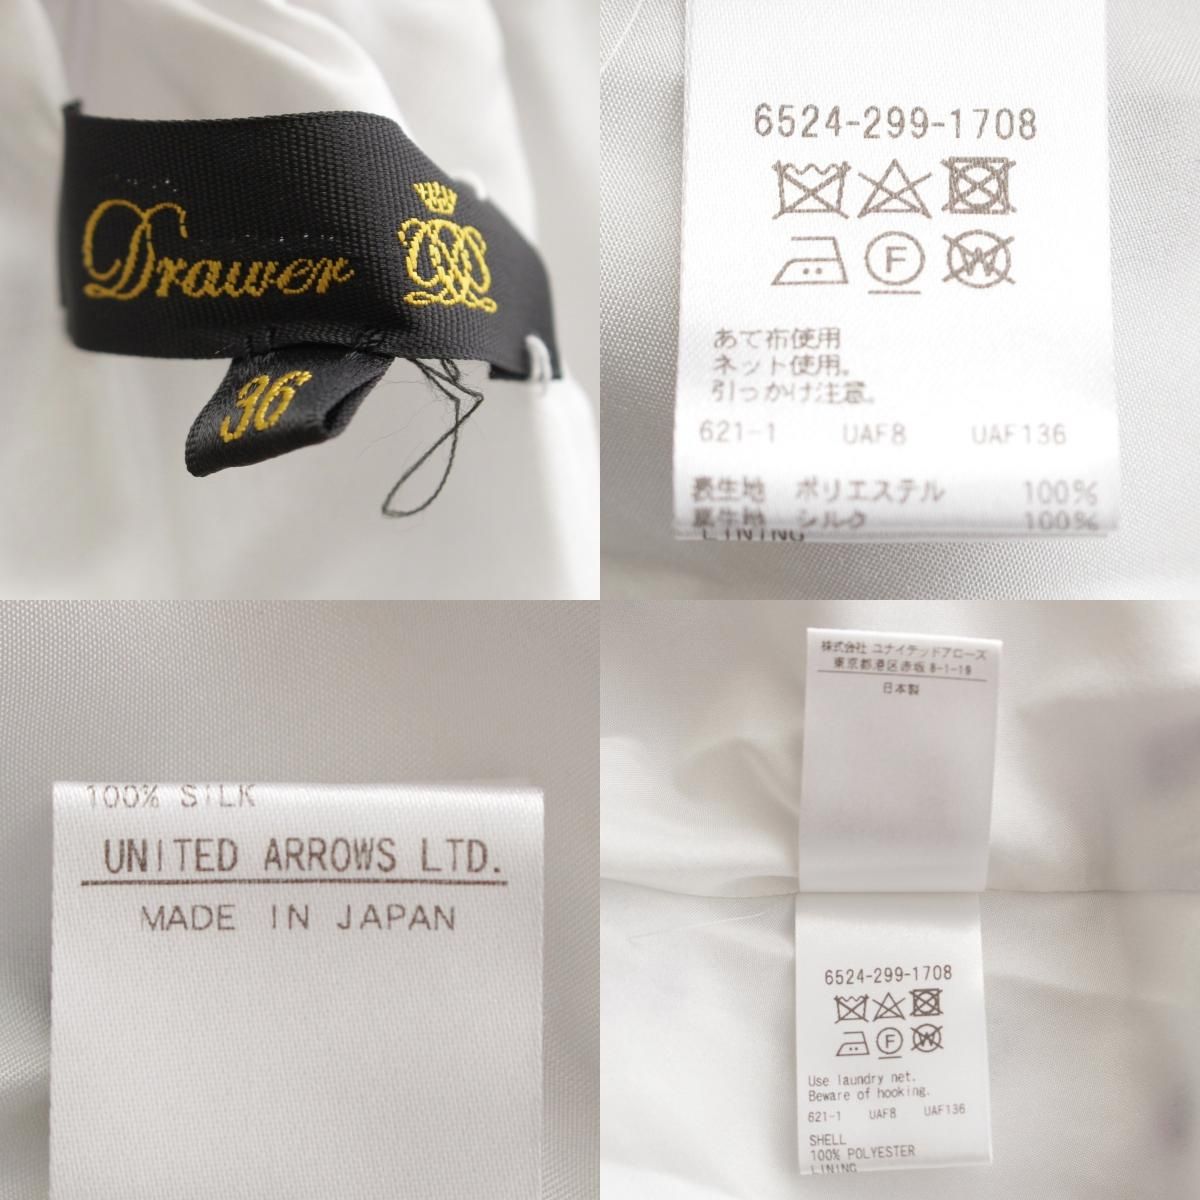 Drawer
36
6524-299-1708
F W
あて布使用
ネット使用。
引っかけ注意。
621-1 UAF8 UAF136
表生地 ポリエステル 100%
裏生地 シルク 100%
LINING
100% SILK
UNITED ARROWS LTD.
MADE IN JAPAN
株式会社 ユナイテッドアローズ
東京都港区赤坂 8-1-19
日本製
6524-299-1708
F W
Use laundry net.
Beware of hooking.
621-1 UAF8 UAF136
SHELL
100% POLYESTER
LINING